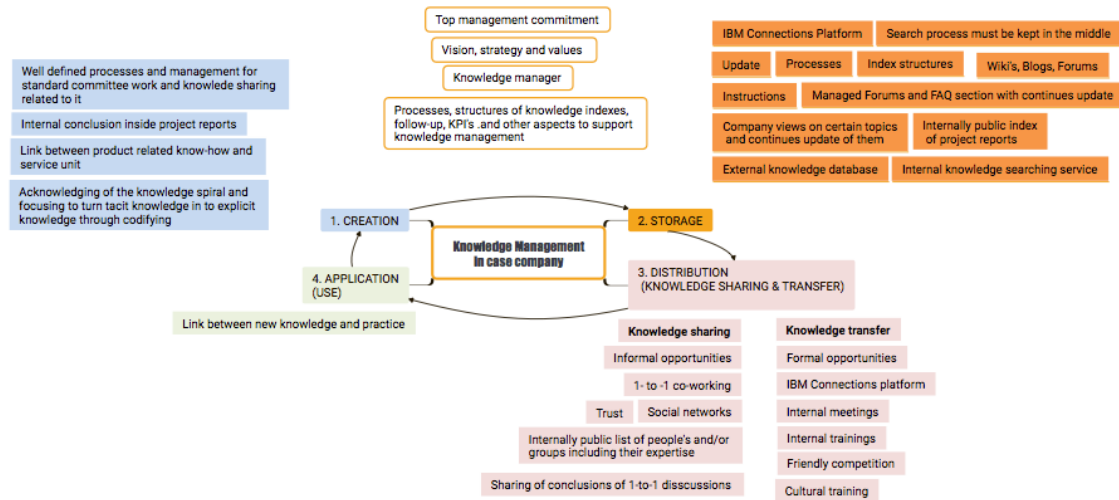 Top management commitment
Vision, strategy and values
Knowledge manager
Processes, structures of knowledge indexes,
follow-up, KPI's .and other aspects to support
knowledge management
IBM Connections Platform
Search process must be kept in the middle
Update
Processes
Index structures
Wiki's, Blogs, Forums
Instructions
Managed Forums and FAQ section with continues update
Company views on certain topics
and continues update of them
Internally public index
of project reports
External knowledge database
Internal knowledge searching service
Well defined processes and management for
standard committee work and knowlede sharing
related to it
Internal conclusion inside project reports
Link between product related know-how and
service unit
Acknowledging of the knowledge spiral and
focusing to turn tacit knowledge in to explicit
knowledge through codifying
1. CREATION
2. STORAGE
Knowledge Management
In case company
4. APPLICATION
(USE)
3. DISTRIBUTION
(KNOWLEDGE SHARING & TRANSFER)
Link between new knowledge and practice
Knowledge sharing
Informal opportunities
1- to -1 co-working
Trust
Social networks
Internally public list of people's and/or
groups including their expertise
Sharing of conclusions of 1-to-1 disscussions
Knowledge transfer
Formal opportunities
IBM Connections platform
Internal meetings
Internal trainings
Friendly competition
Cultural training